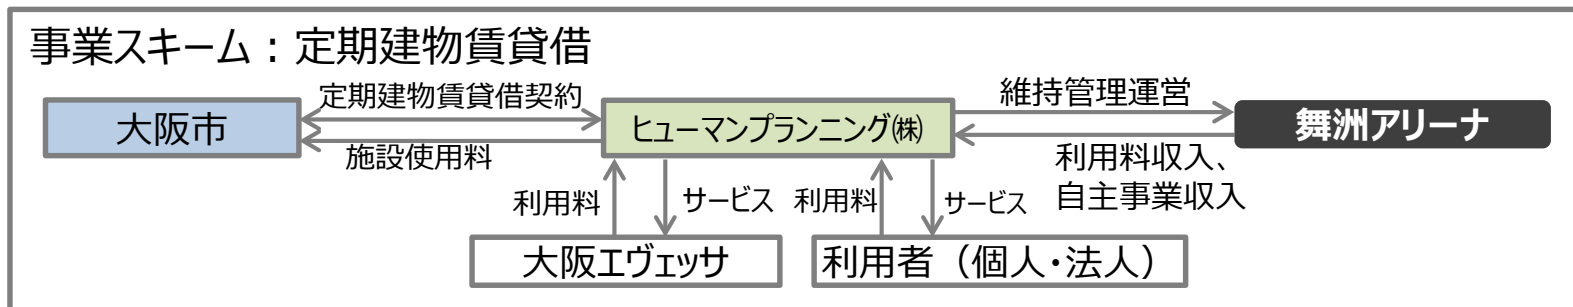 事業スキーム：定期建物賃貸借
定期建物賃貸借契約
維持管理運営
大阪市
ヒューマンプランニング㈱
舞洲アリーナ
施設使用料
利用料収入、
自主事業収入
利用料
サービス
利用料
サービス
大阪エヴェッサ
利用者（個人・法人）